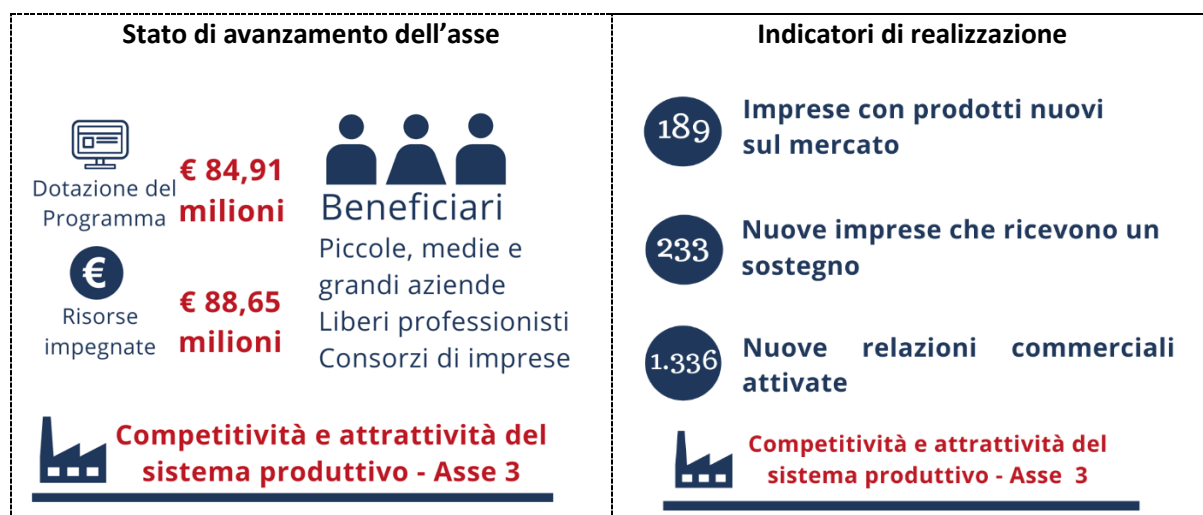 Stato di avanzamento dell’asse
Dotazione del
Programma
€ 84,91
milioni
Risorse
impegnate
€ 88,65
milioni
Beneficiari
Piccole, medie e
grandi aziende
Liberi professionisti
Consorzi di imprese
Competitività e attrattività del
sistema produttivo - Asse 3
Indicatori di realizzazione
189
Imprese con prodotti nuovi
sul mercato
233
Nuove imprese che ricevono un
sostegno
1.336
Nuove relazioni commerciali
attivate
Competitività e attrattività del
sistema produttivo - Asse 3